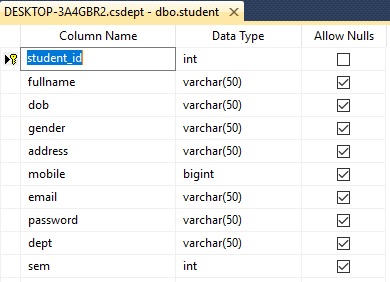 DESKTOP-3A4GBR2.csdept - dbo.student
Column Name Data Type Allow Nulls
student_id int
fullname varchar(50)
dob varchar(50)
gender varchar(50)
address varchar(50)
mobile bigint
email varchar(50)
password varchar(50)
dept varchar(50)
sem int